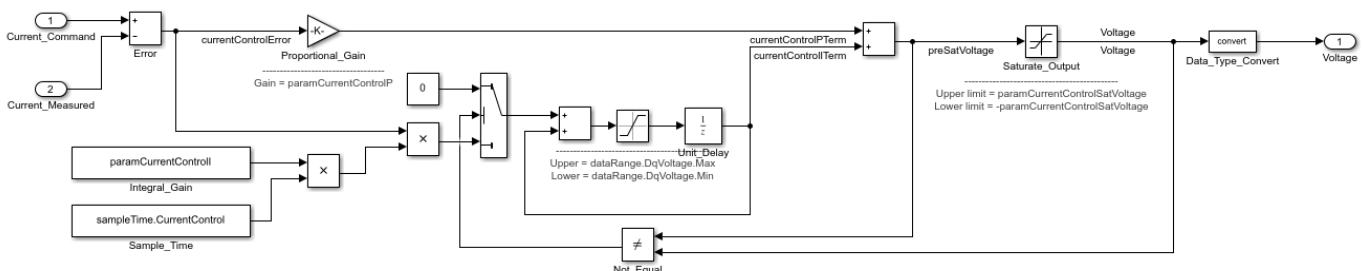 1
Current_Command
2
Current_Measured
+
−
Error
currentControlError
-K-
Proportional_Gain
Gain = paramCurrentControlP
paramCurrentControlI
Integral_Gain
sampleTime.CurrentControl
Sample_Time
×
×
0
+
+
1
z
Unit_Delay
Upper = dataRange.DqVoltage.Max
Lower = dataRange.DqVoltage.Min
currentControlPTerm
currentControlITerm
+
+
preSatVoltage
Saturate_Output
Upper limit = paramCurrentControlSatVoltage
Lower limit = -paramCurrentControlSatVoltage
Voltage
Voltage
convert
Data_Type_Convert
1
Voltage
≠
Not_Equal